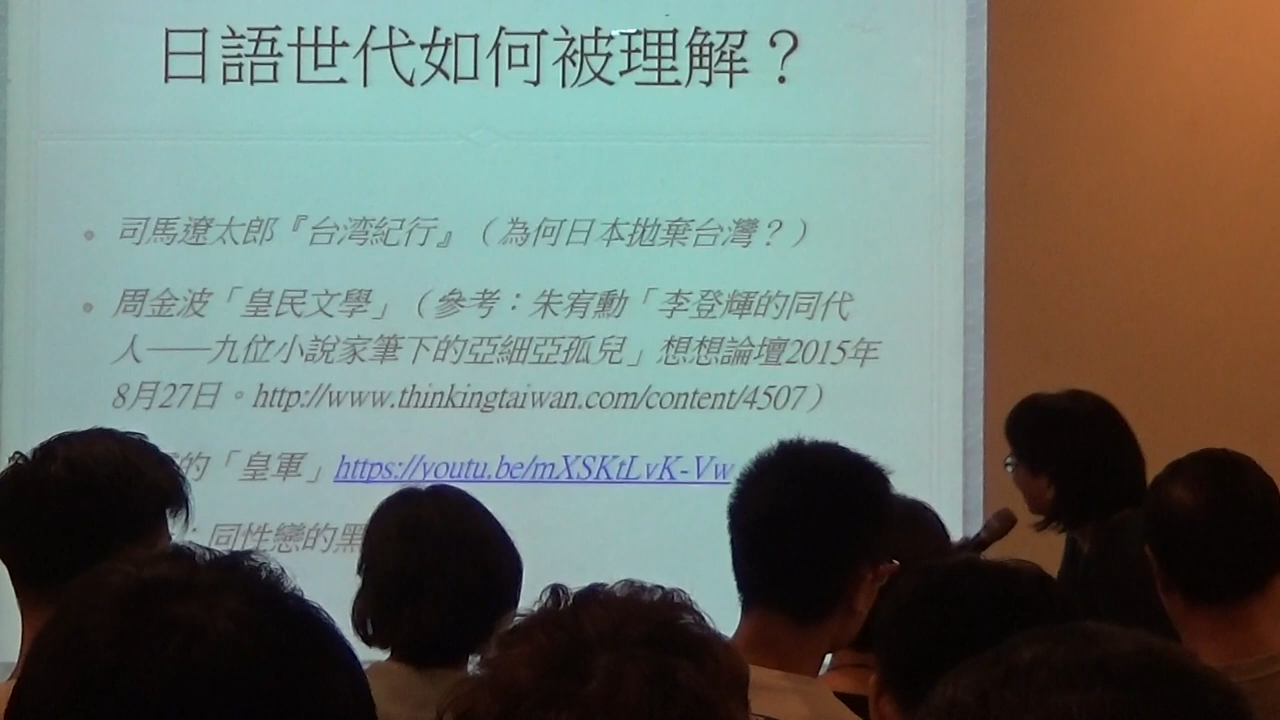 日語世代如何被理解？
司馬遼太郎『台湾紀行』（為何日本拋棄台灣？）
周金波「皇民文學」（參考：朱宥勳「李登輝的同代
人——九位小說家筆下的亞細亞孤兒」想想論壇2015年
8月27日。http://www.thinkingtaiwan.com/content/4507）
的「皇軍」https://youtu.be/mXSKtLvK-Vw
：同性戀的黑